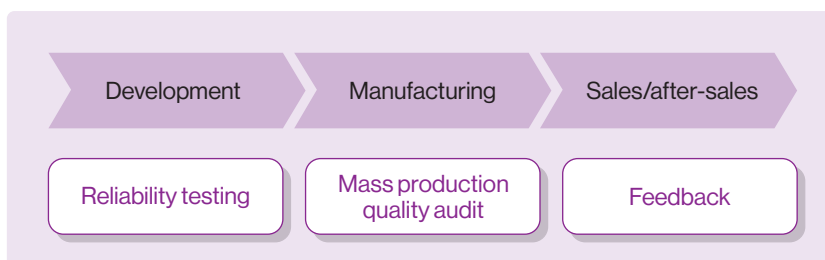 Development
Manufacturing
Sales/after-sales
Reliability testing
Mass production
quality audit
Feedback